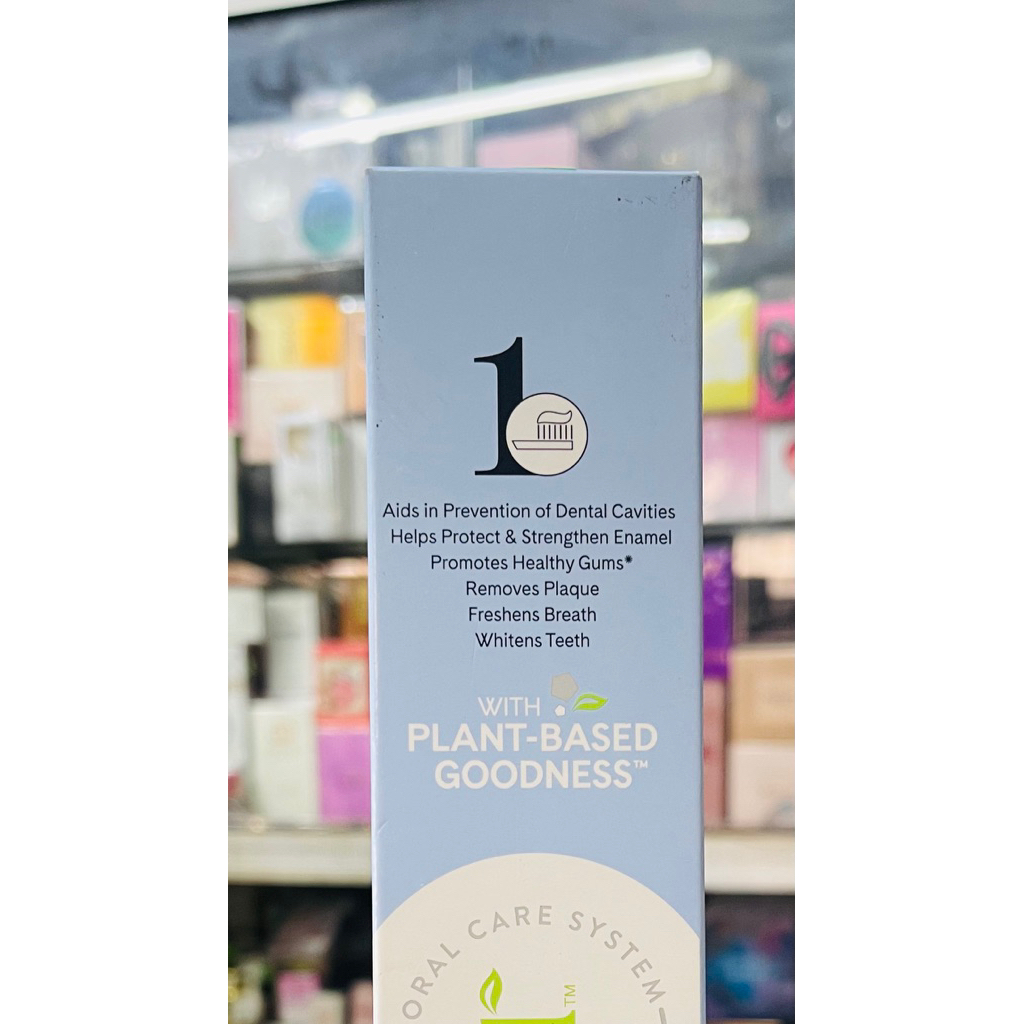 1
Aids in Prevention of Dental Cavities
Helps Protect & Strengthen Enamel
Promotes Healthy Gums*
Removes Plaque
Freshens Breath
Whitens Teeth
WITH
PLANT-BASED
GOODNESS™
ORAL CARE SYSTEM
™